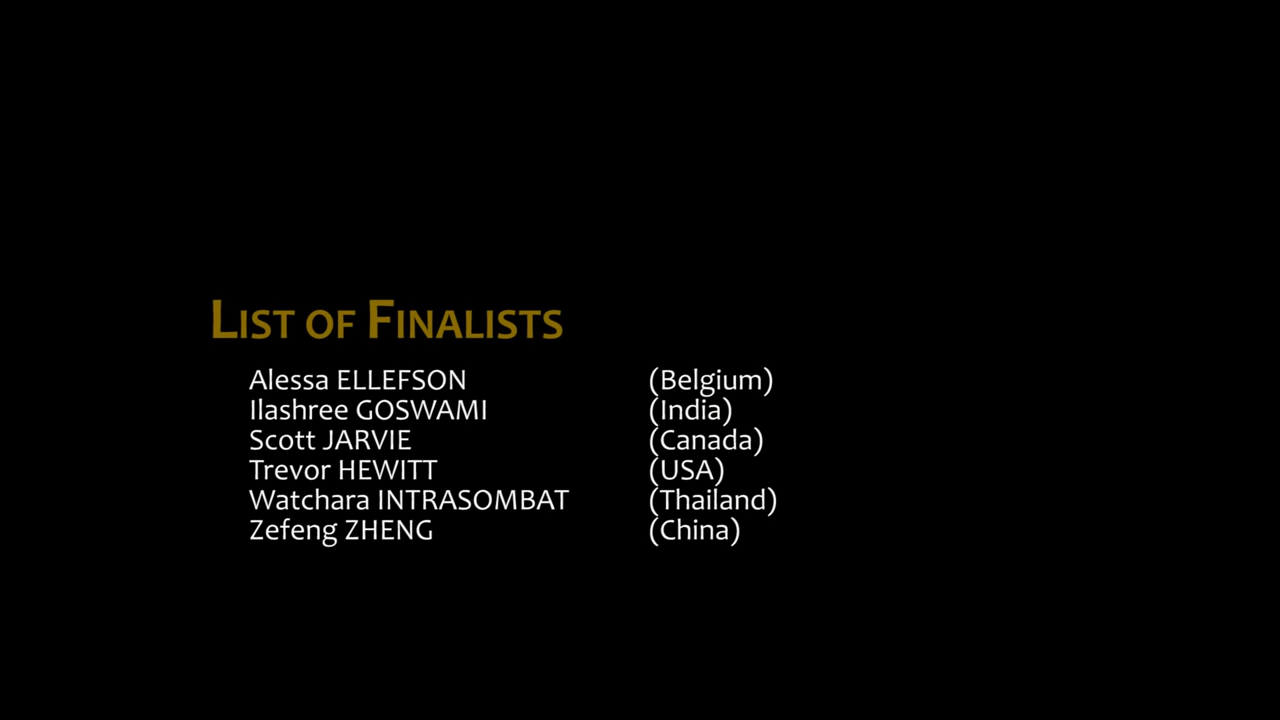 List of Finalists
Alessa ELLEFSON (Belgium)
Ilashree GOSWAMI (India)
Scott JARVIE (Canada)
Trevor HEWITT (USA)
Watchara INTRASOMBAT (Thailand)
Zefeng ZHENG (China)